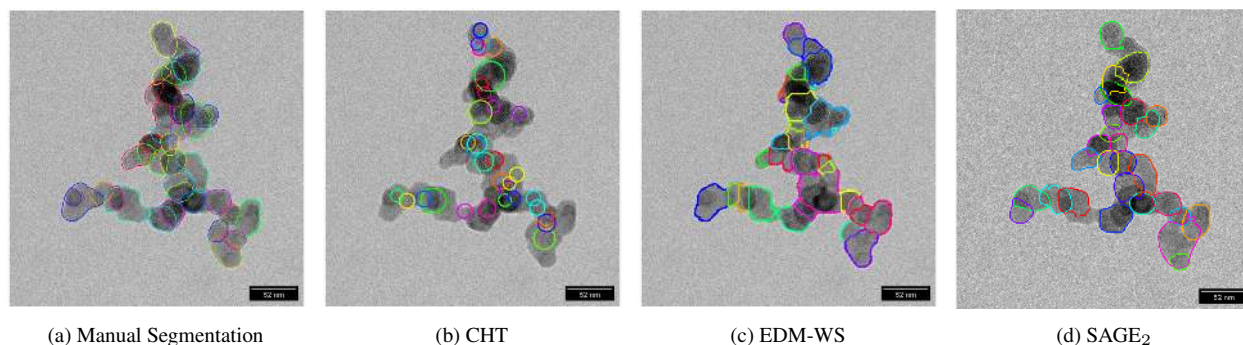 52 nm
52 nm
52 nm
52 nm
(a) Manual Segmentation
(b) CHT
(c) EDM-WS
(d) SAGE₂